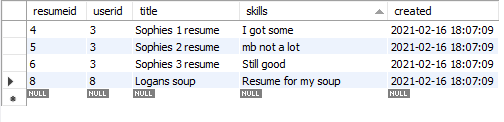 resumeid userid title skills created
4 3 Sophies 1 resume I got some 2021-02-16 18:07:09
5 3 Sophies 2 resume mb not a lot 2021-02-16 18:07:09
6 3 Sophies 3 resume Still good 2021-02-16 18:07:09
8 8 Logans soup Resume for my soup 2021-02-16 18:07:09
NULL NULL NULL NULL NULL